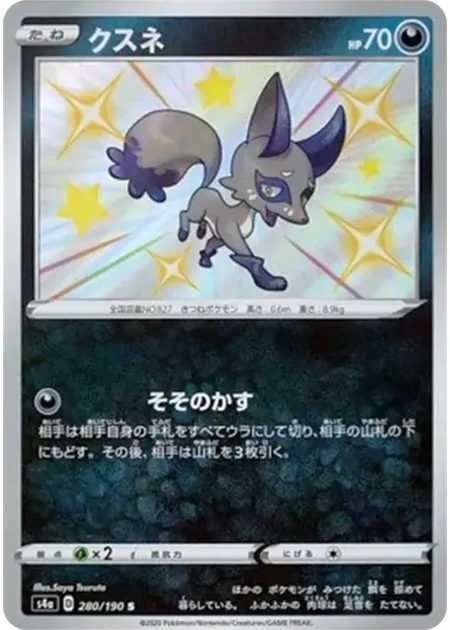 たね クスネ HP 70
全国図鑑NO.827 きつねポケモン 高さ:0.6m 重さ:8.9kg
そそのかす
相手は相手自身の手札をすべてウラにして切り、相手の山札の下
にもどす。その後、相手は山札を3枚引く。
弱点 ×2 抵抗力 にげる
Illus.Saya Tsuruta
s4a D 280/190 S
ほかの ポケモンが みつけた 餌を 掠めて
暮らしている。ふかふかの 肉球は 足音を たてない。
©2020 Pokémon/Nintendo/Creatures/GAME FREAK.